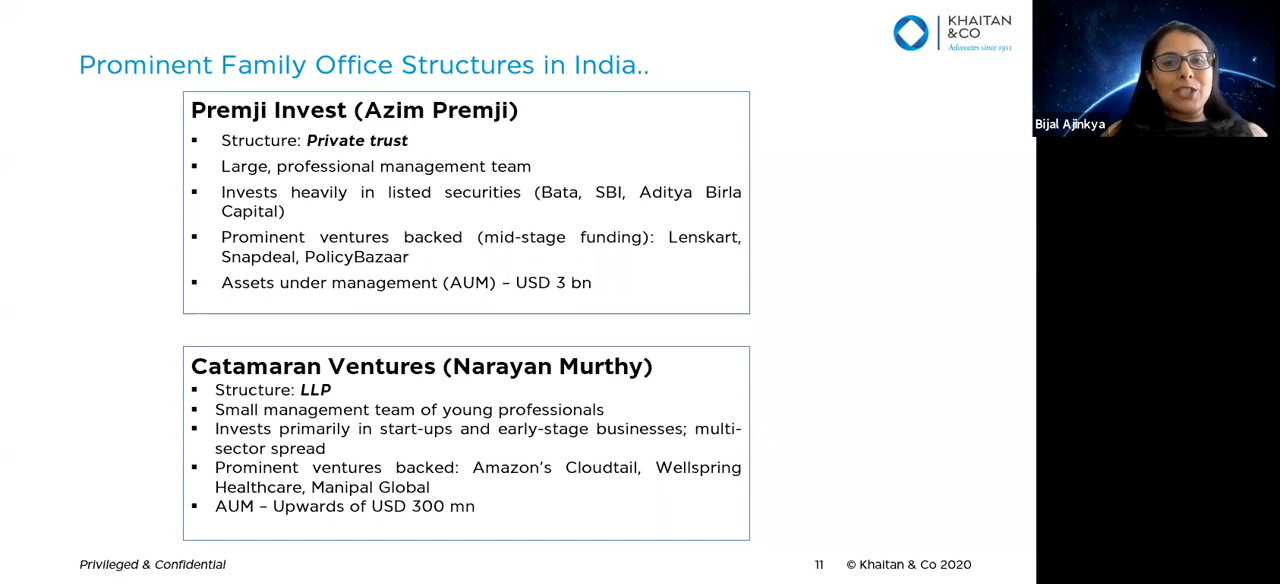 KHAITAN
&CO
Advocates since 1911
Prominent Family Office Structures in India..
Bijal Ajinkya
Premji Invest (Azim Premji)
▪ Structure: Private trust
▪ Large, professional management team
▪ Invests heavily in listed securities (Bata, SBI, Aditya Birla
Capital)
▪ Prominent ventures backed (mid-stage funding): Lenskart,
Snapdeal, PolicyBazaar
▪ Assets under management (AUM) – USD 3 bn
Catamaran Ventures (Narayan Murthy)
▪ Structure: LLP
▪ Small management team of young professionals
▪ Invests primarily in start-ups and early-stage businesses; multi-
sector spread
▪ Prominent ventures backed: Amazon's Cloudtail, Wellspring
Healthcare, Manipal Global
▪ AUM – Upwards of USD 300 mn
Privileged & Confidential
11 © Khaitan & Co 2020